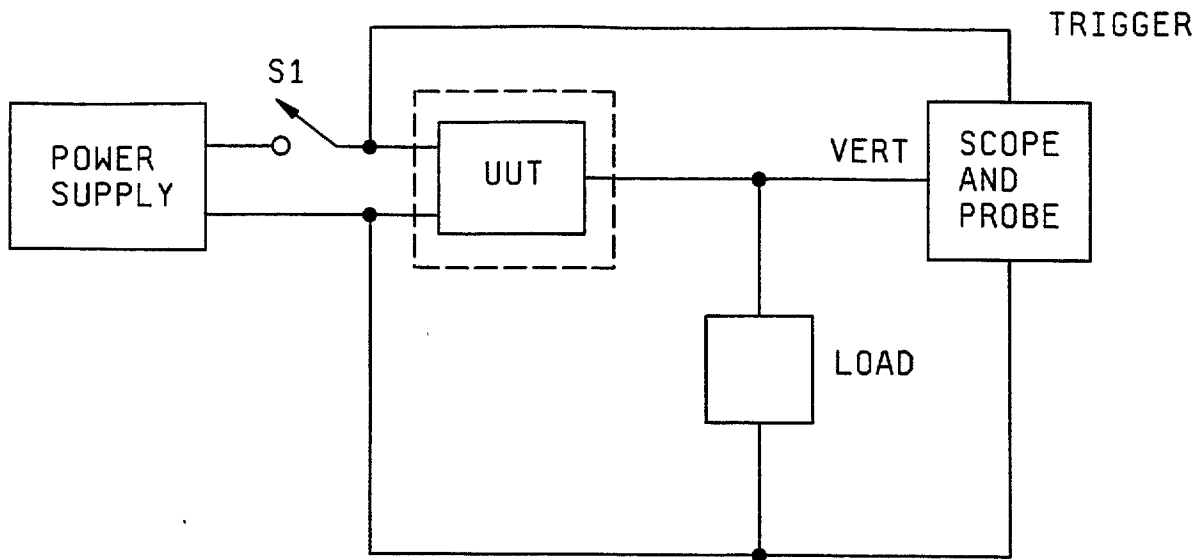 TRIGGER
S1
POWER
SUPPLY
UUT
VERT
SCOPE
AND
PROBE
LOAD